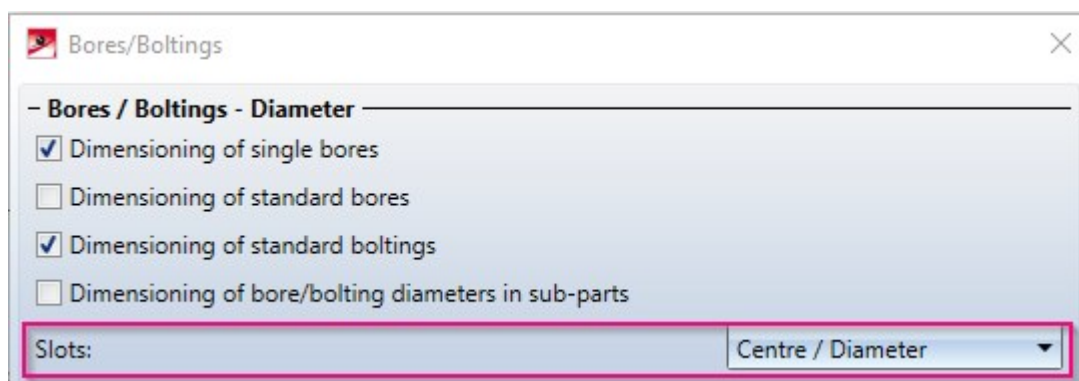 Bores/Boltings
Bores / Boltings - Diameter
Dimensioning of single bores
Dimensioning of standard bores
Dimensioning of standard boltings
Dimensioning of bore/bolting diameters in sub-parts
Slots: Centre / Diameter